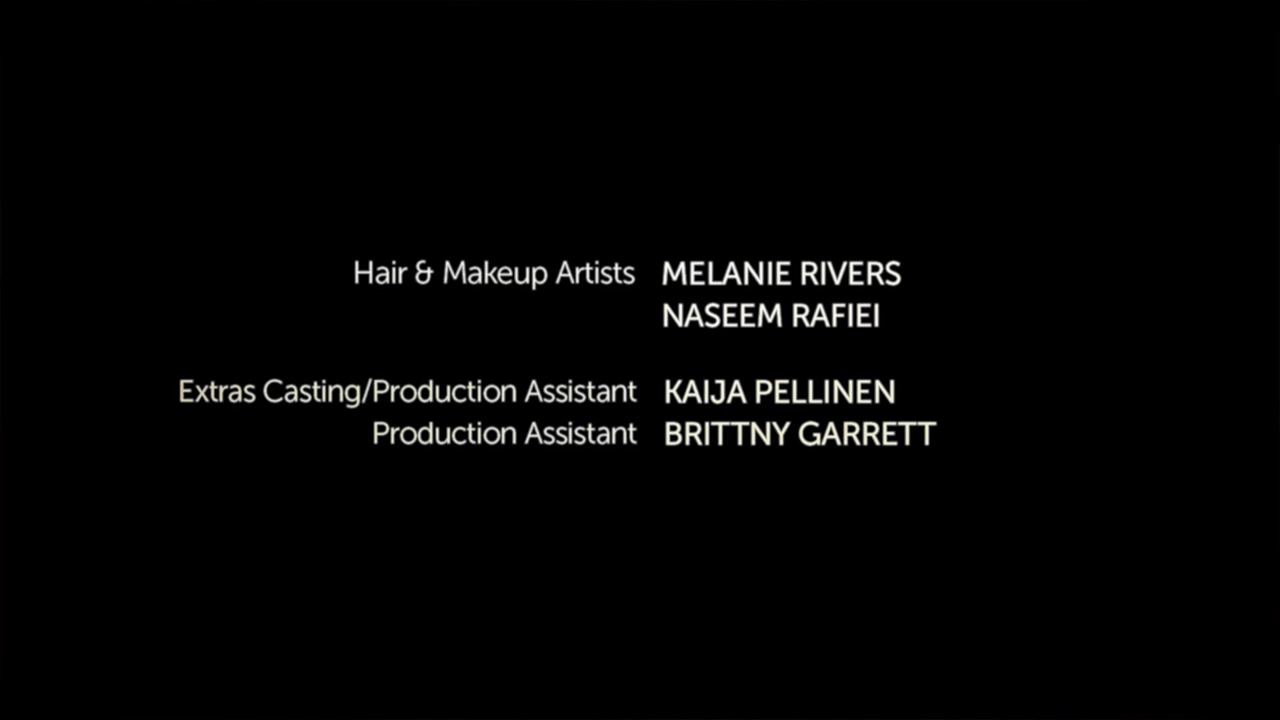 Hair & Makeup Artists MELANIE RIVERS
NASEEM RAFIEI
Extras Casting/Production Assistant KAIJA PELLINEN
Production Assistant BRITTNY GARRETT